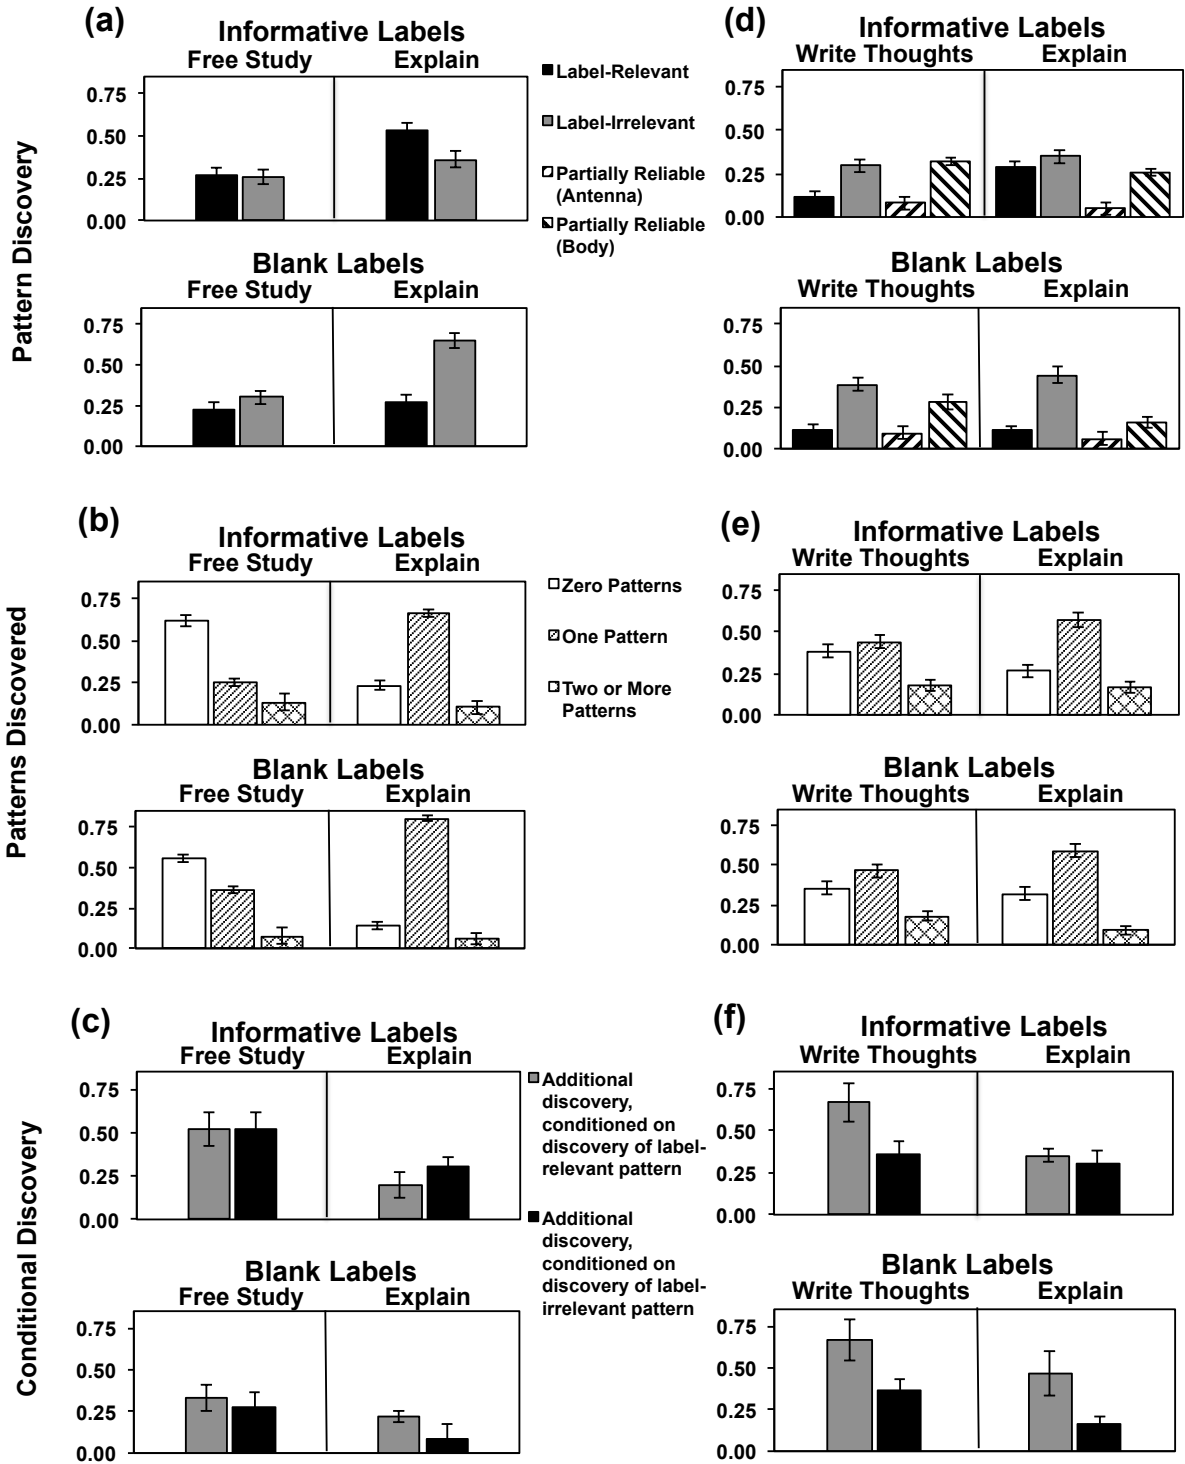 (a)
Informative Labels
Free Study Explain
0.75
0.50
0.25
0.00
Label-Relevant
Label-Irrelevant
Partially Reliable
(Antenna)
Partially Reliable
(Body)
Blank Labels
Free Study Explain
0.75
0.50
0.25
0.00
Pattern Discovery
(d)
Informative Labels
Write Thoughts Explain
0.75
0.50
0.25
0.00
Blank Labels
Write Thoughts Explain
0.75
0.50
0.25
0.00
(b)
Informative Labels
Free Study Explain
0.75
0.50
0.25
0.00
Zero Patterns
One Pattern
Two or More
Patterns
Blank Labels
Free Study Explain
0.75
0.50
0.25
0.00
Patterns Discovered
(e)
Informative Labels
Write Thoughts Explain
0.75
0.50
0.25
0.00
Blank Labels
Write Thoughts Explain
0.75
0.50
0.25
0.00
(c)
Informative Labels
Free Study Explain
0.75
0.50
0.25
0.00
Additional
discovery,
conditioned on
discovery of label-
relevant pattern
Additional
discovery,
conditioned on
discovery of label-
irrelevant pattern
Blank Labels
Free Study Explain
0.75
0.50
0.25
0.00
Conditional Discovery
(f)
Informative Labels
Write Thoughts Explain
0.75
0.50
0.25
0.00
Blank Labels
Write Thoughts Explain
0.75
0.50
0.25
0.00